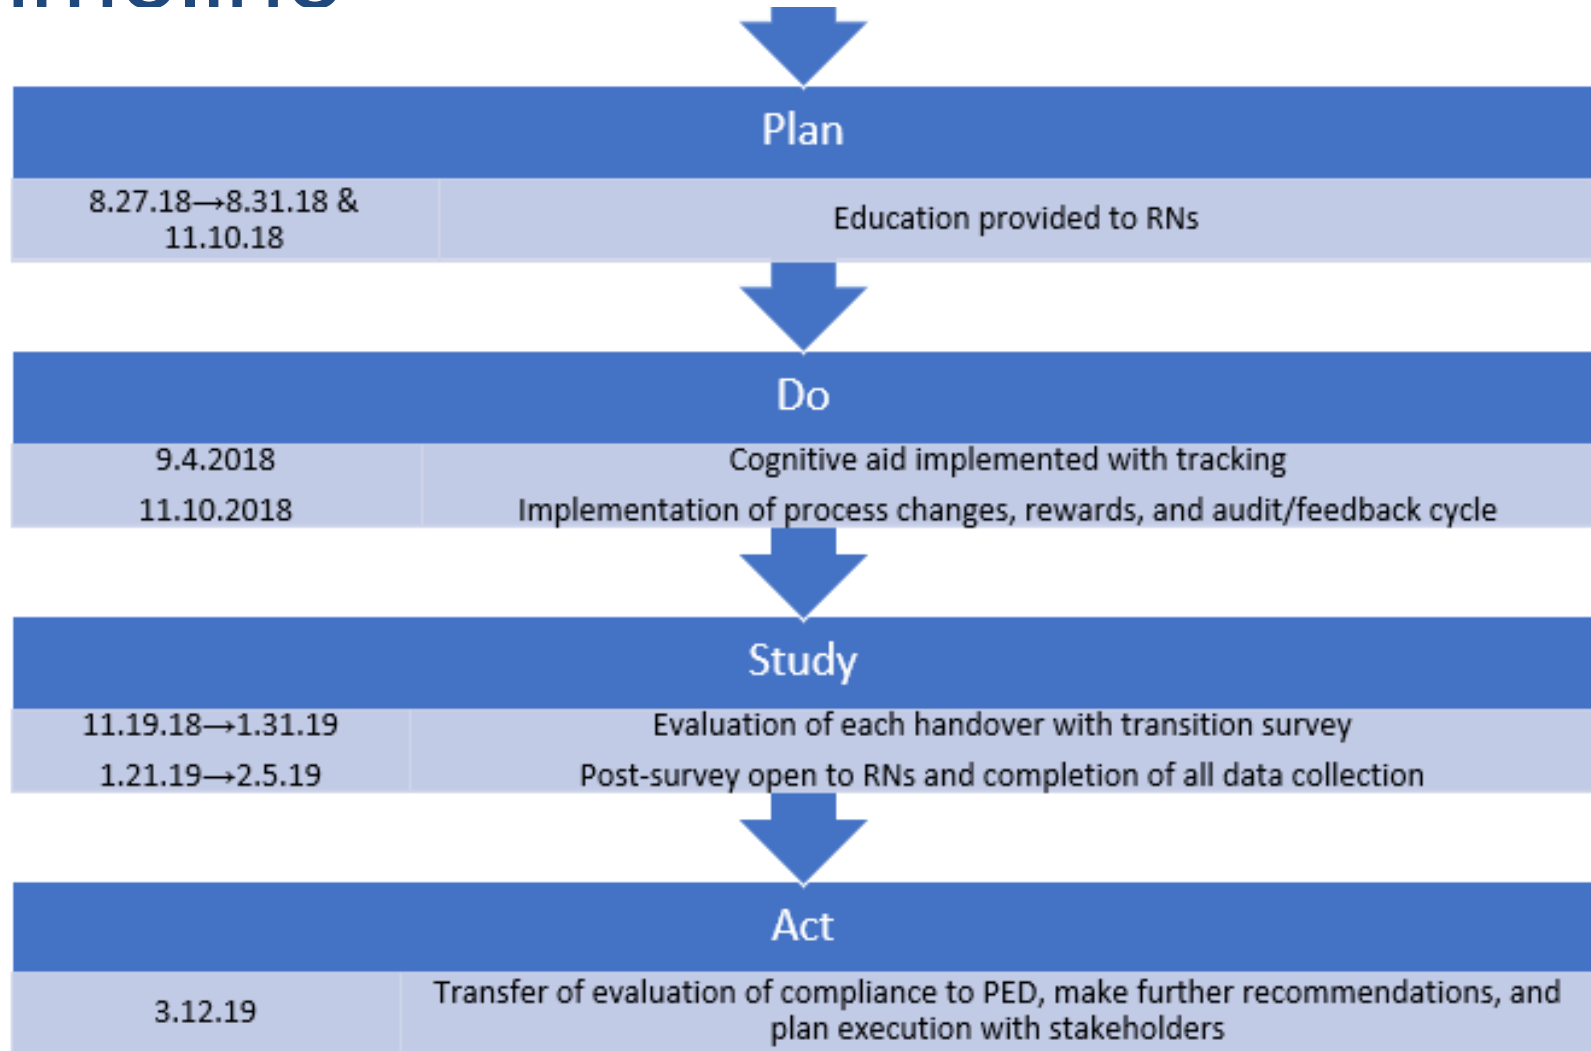 Plan
8.27.18→8.31.18 &
11.10.18
Education provided to RNs
Do
9.4.2018
Cognitive aid implemented with tracking
11.10.2018
Implementation of process changes, rewards, and audit/feedback cycle
Study
11.19.18→1.31.19
Evaluation of each handover with transition survey
1.21.19→2.5.19
Post-survey open to RNs and completion of all data collection
Act
3.12.19
Transfer of evaluation of compliance to PED, make further recommendations, and
plan execution with stakeholders